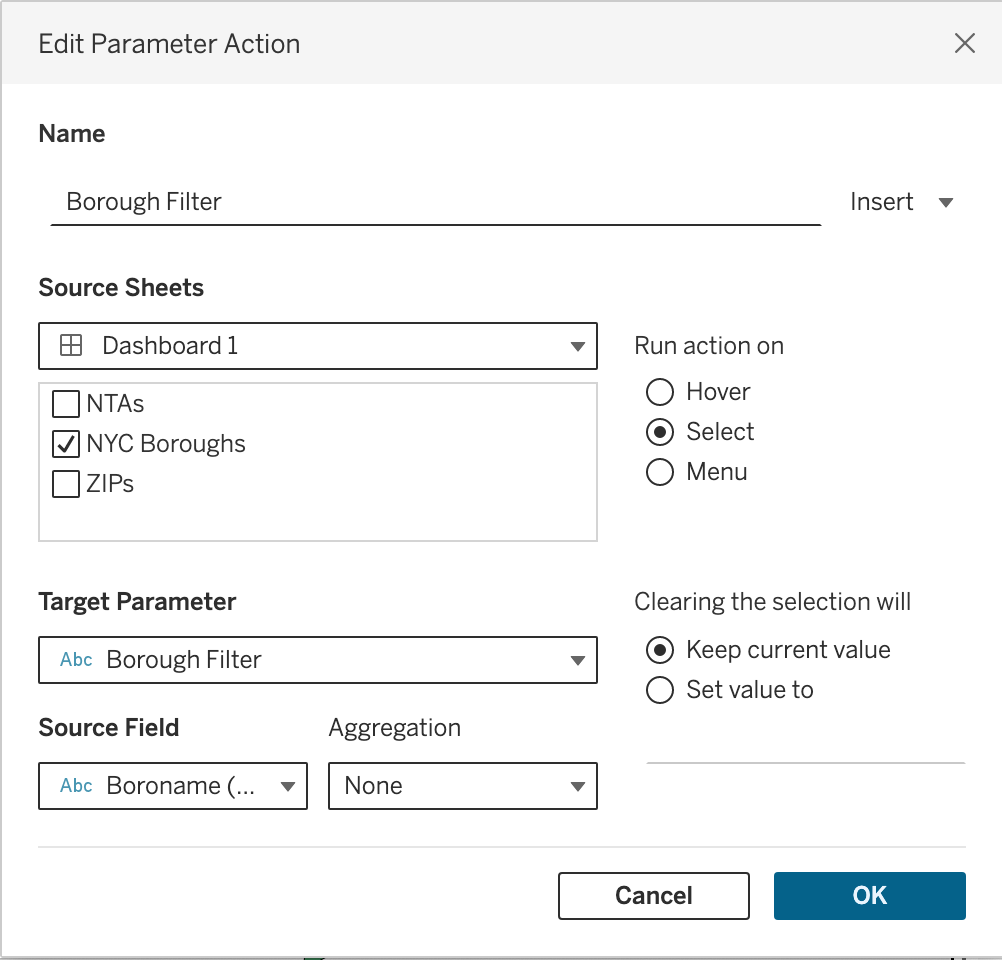 Edit Parameter Action
Name
Borough Filter
Insert
Source Sheets
Dashboard 1
NTAs
NYC Boroughs
ZIPs
Run action on
Hover
Select
Menu
Target Parameter
Abc Borough Filter
Source Field
Abc Boroname (...
Aggregation
None
Clearing the selection will
Keep current value
Set value to
Cancel
OK